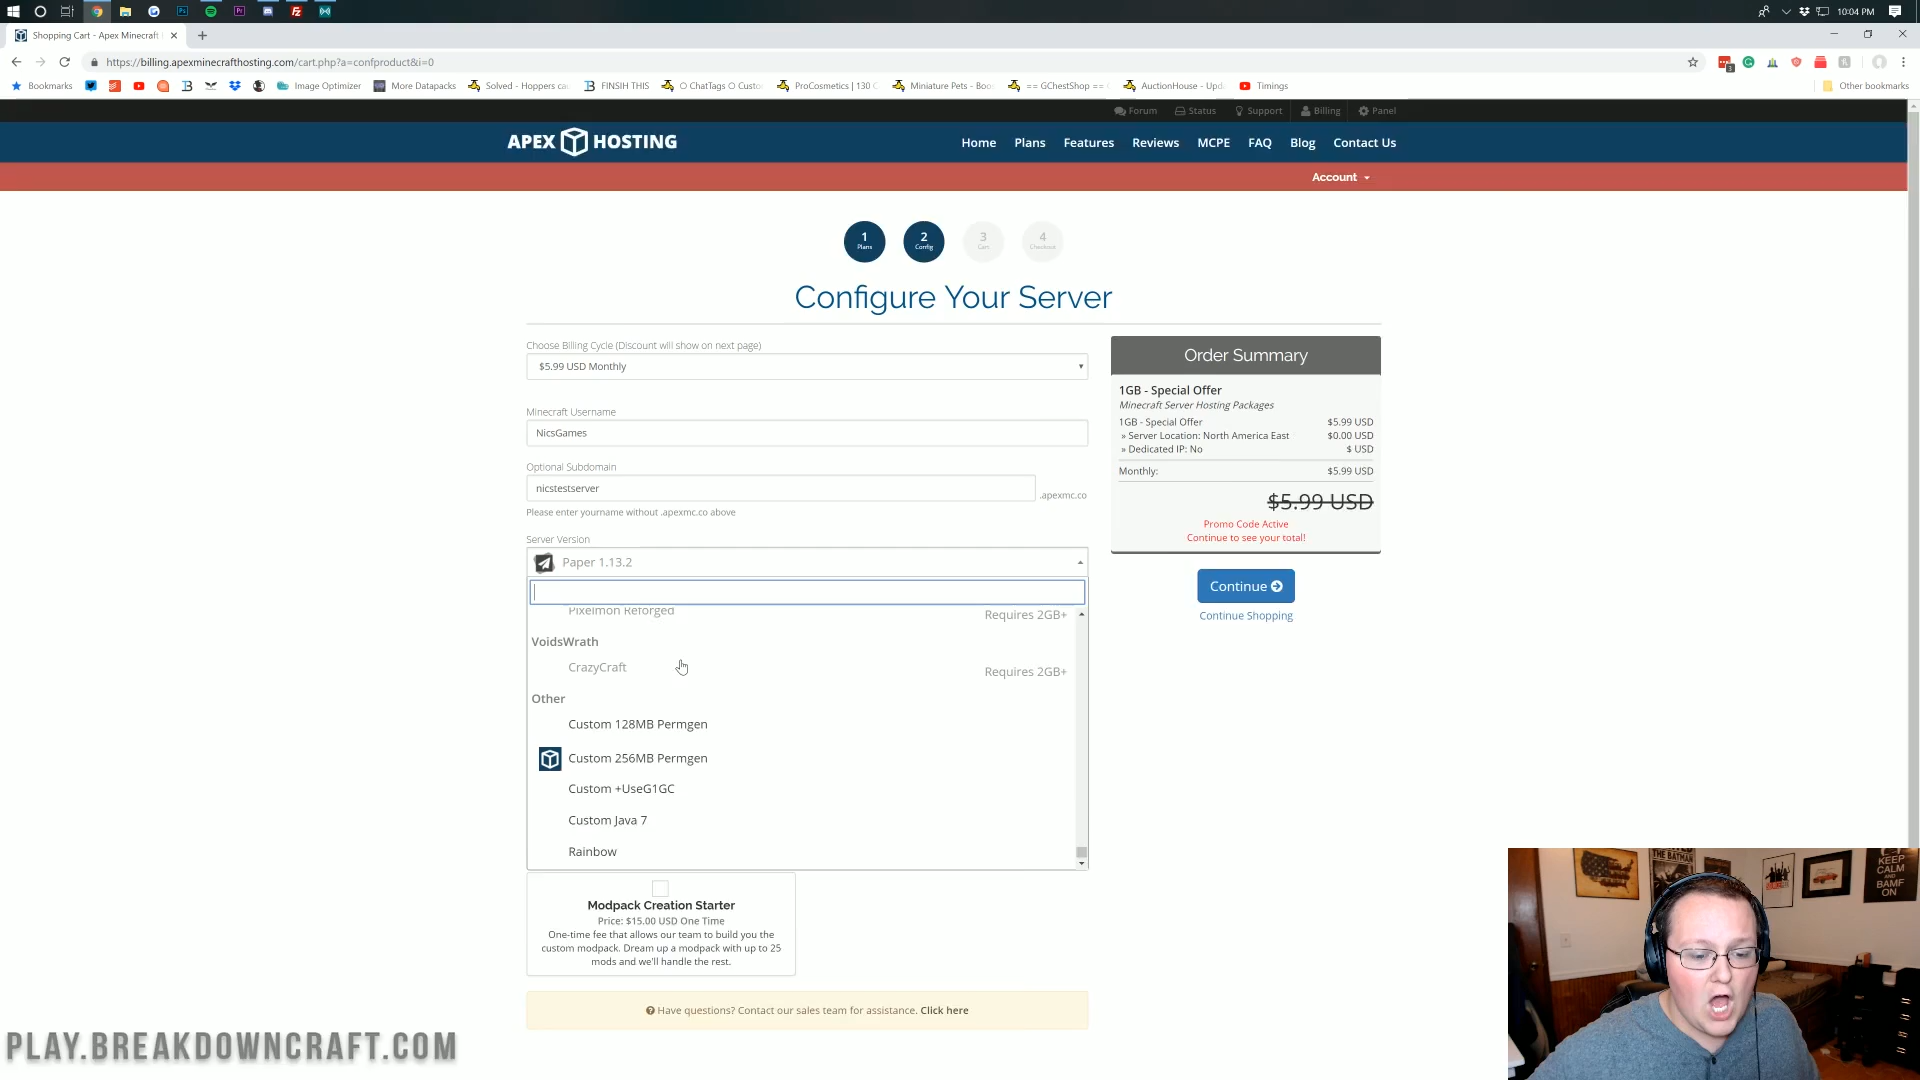 10:04 PM
Shopping Cart - Apex Minecraft
https://billing.apexminecrafthosting.com/cart.php?a=confproduct&i=0
Bookmarks
Image Optimizer
More Datapacks
Solved - Hoppers
FINSIH THIS
O ChatTags O
ProCosmetics | 130
Miniature Pets -
== GChestShop ==
AuctionHouse -
Timings
Other bookmarks
Forum Status Support Billing Panel
APEX HOSTING
Home Plans Features Reviews MCPE FAQ Blog Contact Us
Account
1 2 3 4
Plans Config Cart Checkout
Configure Your Server
Choose Billing Cycle (Discount will show on next page)
$5.99 USD Monthly
Minecraft Username
NicsGames
Optional Subdomain
nicstestserver
.apexmc.co
Please enter yourname without .apexmc.co above
Server Version
Paper 1.13.2
Pixelmon Reforged Requires 2GB+
VoidsWrath
CrazyCraft Requires 2GB+
Other
Custom 128MB Permgen
Custom 256MB Permgen
Custom +UseG1GC
Custom Java 7
Rainbow
Modpack Creation Starter
Price: $15.00 USD One Time
One-time fee that allows our team to build you the
custom modpack. Dream up a modpack with up to 25
mods and we'll handle the rest.
Have questions? Contact our sales team for assistance. Click here
Order Summary
1GB - Special Offer
Minecraft Server Hosting Packages
1GB - Special Offer $5.99 USD
» Server Location: North America East $0.00 USD
» Dedicated IP: No $ USD
Monthly: $5.99 USD
$5.99 USD
Promo Code Active
Continue to see your total!
Continue
Continue Shopping
PLAY.BREAKDOWNCRAFT.COM
THE BATMAN
KEEP
CALM
AND
BAMF
ON